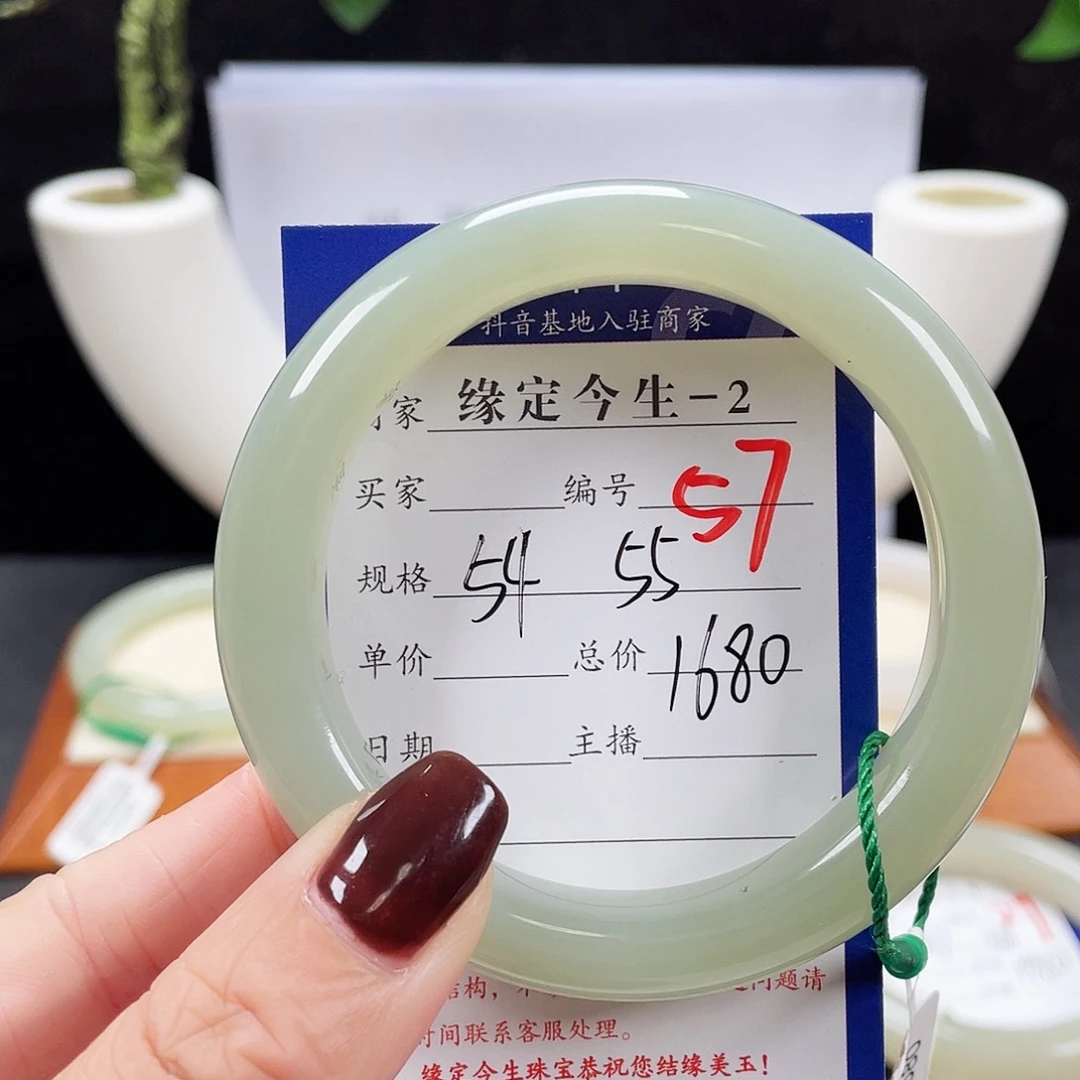 抖音基地入驻商家
家 缘定今生-2
买家 编号 57
规格 54 55
单价 总价 1680
日期 主播
结构，
问题请
时间联系客服处理。
缘定今生珠宝恭祝您结缘美玉！